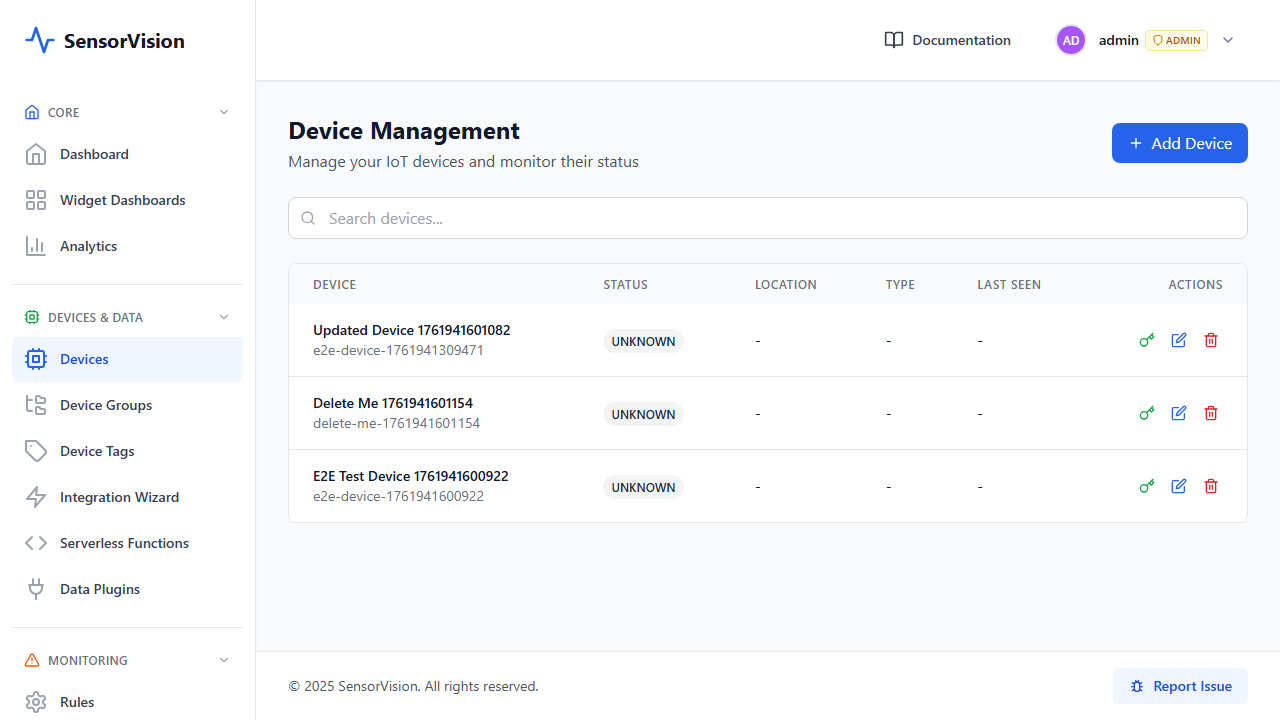 SensorVision
Documentation
AD
admin
ADMIN
CORE
Dashboard
Widget Dashboards
Analytics
DEVICES & DATA
Devices
Device Groups
Device Tags
Integration Wizard
Serverless Functions
Data Plugins
MONITORING
Rules
Device Management
Manage your IoT devices and monitor their status
Add Device
Search devices...
DEVICE STATUS LOCATION TYPE LAST SEEN ACTIONS
Updated Device 1761941601082
e2e-device-1761941309471
UNKNOWN - - -
Delete Me 1761941601154
delete-me-1761941601154
UNKNOWN - - -
E2E Test Device 1761941600922
e2e-device-1761941600922
UNKNOWN - - -
© 2025 SensorVision. All rights reserved.
Report Issue